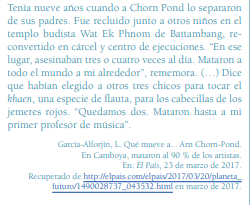 Tenía nueve años cuando a Chorn Pond lo separaron
de sus padres. Fue recluido junto a otros niños en el
templo budista Wat Ek Phnom de Battambang, re-
convertido en cárcel y centro de ejecuciones. “En ese
lugar, asesinaban tres o cuatro veces al día. Mataron a
todo el mundo a mi alrededor”, rememora. (…) Dice
que habían elegido a otros tres chicos para tocar el
khaen, una especie de flauta, para los cabecillas de los
jemeres rojos. “Quedamos dos. Mataron hasta a mi
primer profesor de música”.
García-Alforjín, L. Qué mueve a... Arn Chorn-Pond.
En Camboya, mataron al 90 % de los artistas.
En: El País, 23 de marzo de 2017.
Recuperado de http://elpais.com/elpais/2017/03/20/planeta_
futuro/1490028737_043532.html en marzo de 2017.